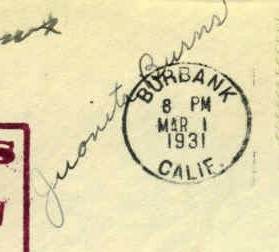 Juanita Burns
BURBANK
8 PM
MAR 1
1931
CALIF.